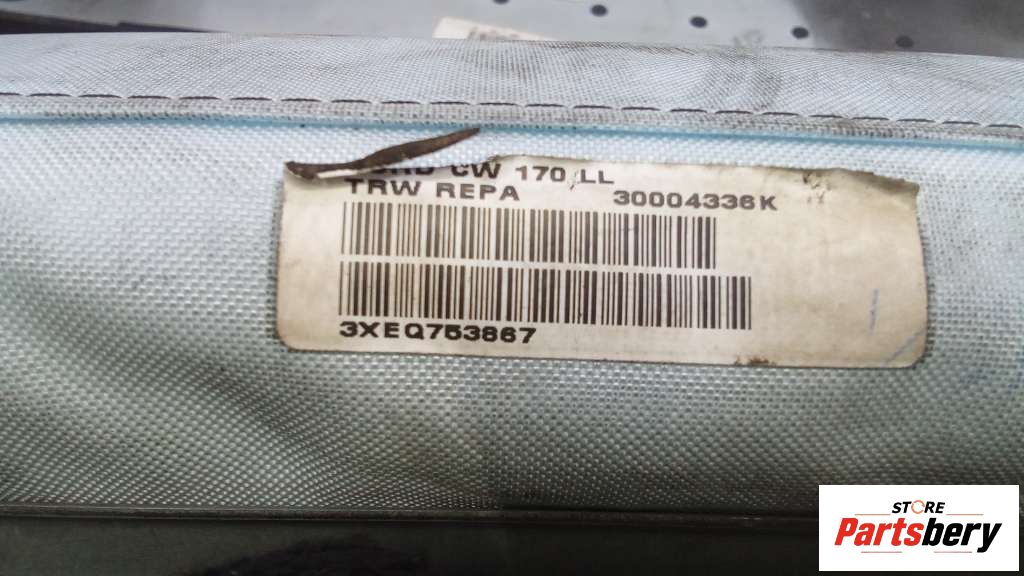 CW 170 LL
TRW REPA 30004336K
3XEQ753867
STORE
Partsbery